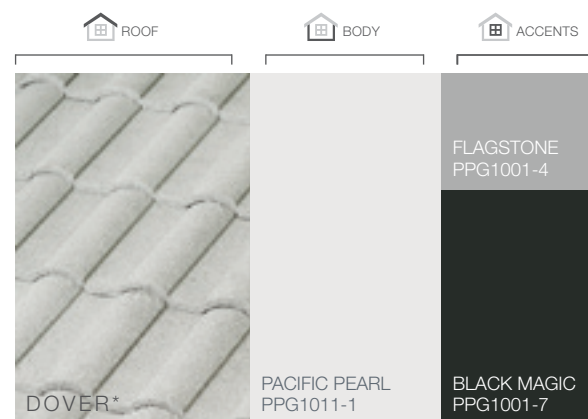 ROOF
BODY
ACCENTS
FLAGSTONE
PPG1001-4
DOVER*
PACIFIC PEARL
PPG1011-1
BLACK MAGIC
PPG1001-7